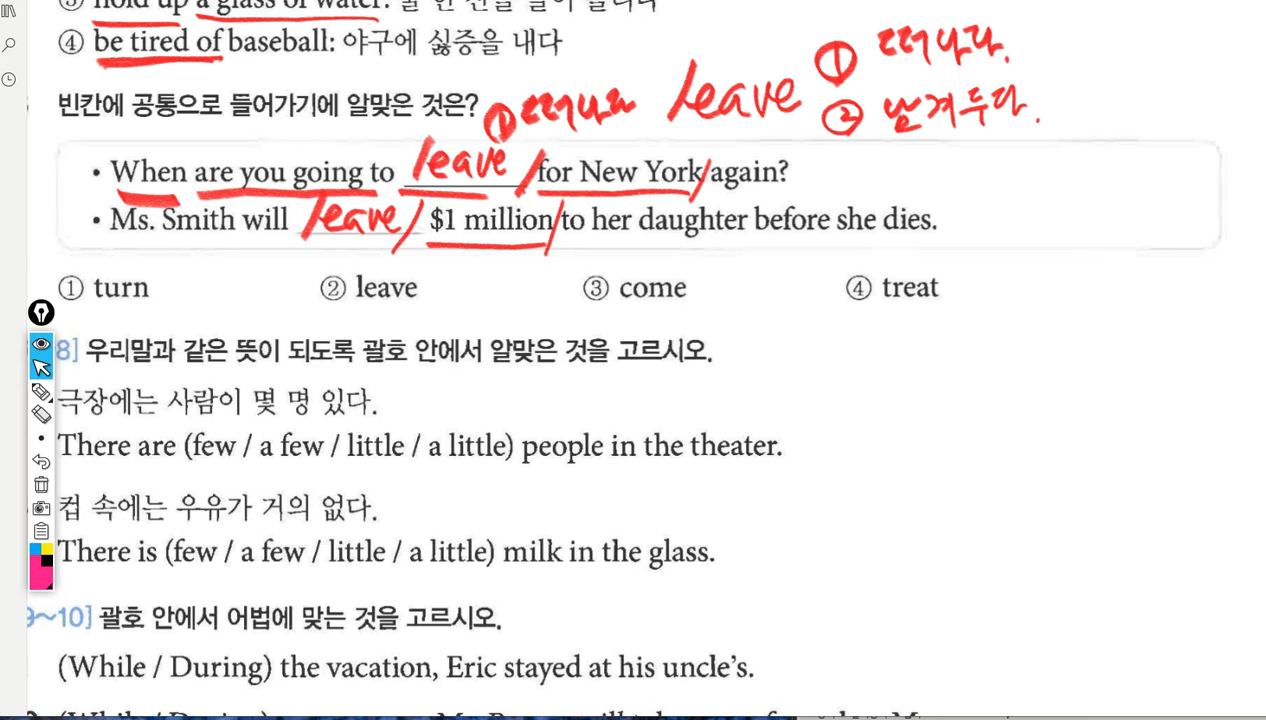 ③ hold up a glass of water: 물 한 잔을 들어 올리다
④ be tired of baseball: 야구에 싫증을 내다
leave ① 떠나다.
② 남겨두다.
빈칸에 공통으로 들어가기에 알맞은 것은?
① 떠나다
• When are you going to leave / for New York / again?
• Ms. Smith will leave / $1 million / to her daughter before she dies.
① turn ② leave ③ come ④ treat
8] 우리말과 같은 뜻이 되도록 괄호 안에서 알맞은 것을 고르시오.
극장에는 사람이 몇 명 있다.
There are (few / a few / little / a little) people in the theater.
컵 속에는 우유가 거의 없다.
There is (few / a few / little / a little) milk in the glass.
9~10] 괄호 안에서 어법에 맞는 것을 고르시오.
(While / During) the vacation, Eric stayed at his uncle's.
(While / During)